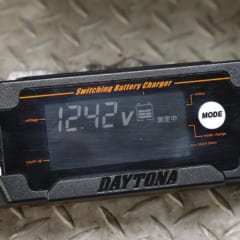 Switching Battery Charger
12.42V
測定中
MODE
DAYTONA